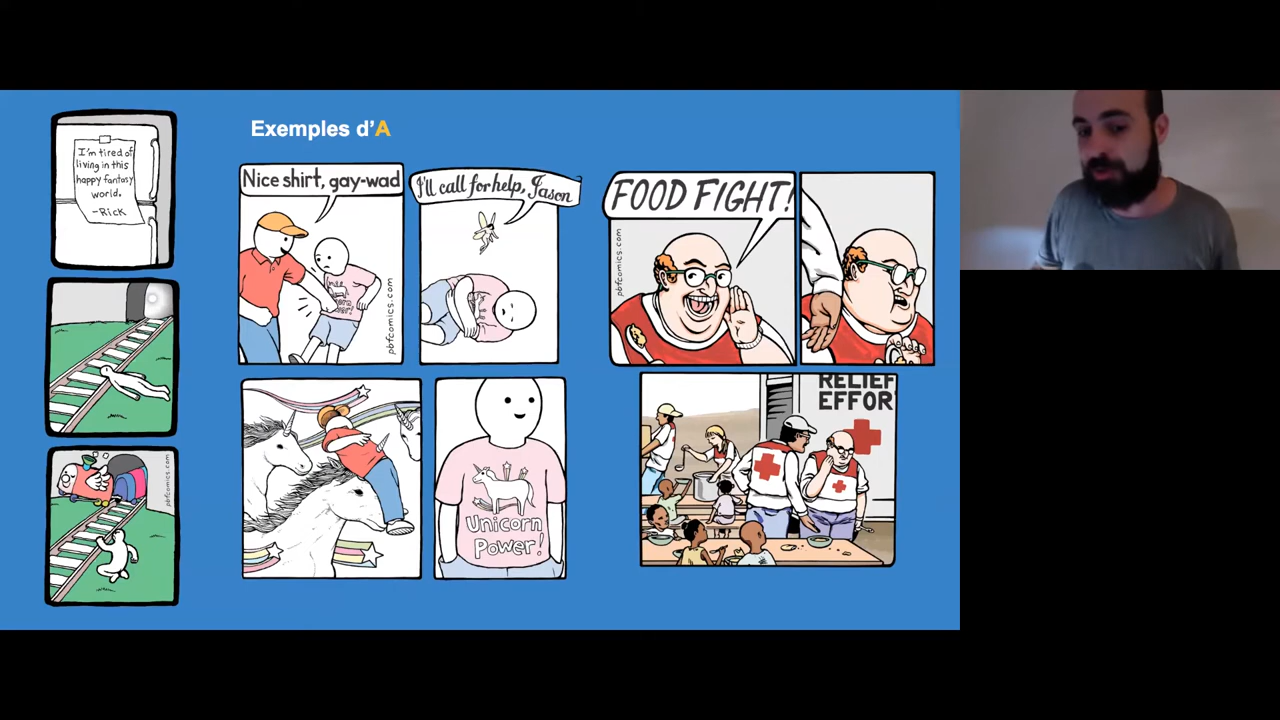 Exemples d'A
I'm tired of
living in this
happy fantasy
world.
-Rick
pbfcomics.com
Nice shirt, gay-wad
pbfcomics.com
I'll call for help, Jason
Unicorn
Power!
FOOD FIGHT!
pbfcomics.com
RELIEF
EFFOR